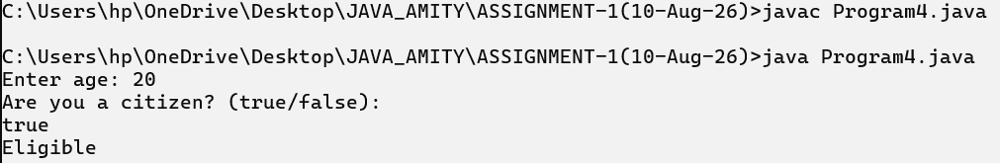 C:\Users\hp\OneDrive\Desktop\JAVA_AMITY\ASSIGNMENT-1(10-Aug-26)>javac Program4.java
C:\Users\hp\OneDrive\Desktop\JAVA_AMITY\ASSIGNMENT-1(10-Aug-26)>java Program4.java
Enter age: 20
Are you a citizen? (true/false):
true
Eligible